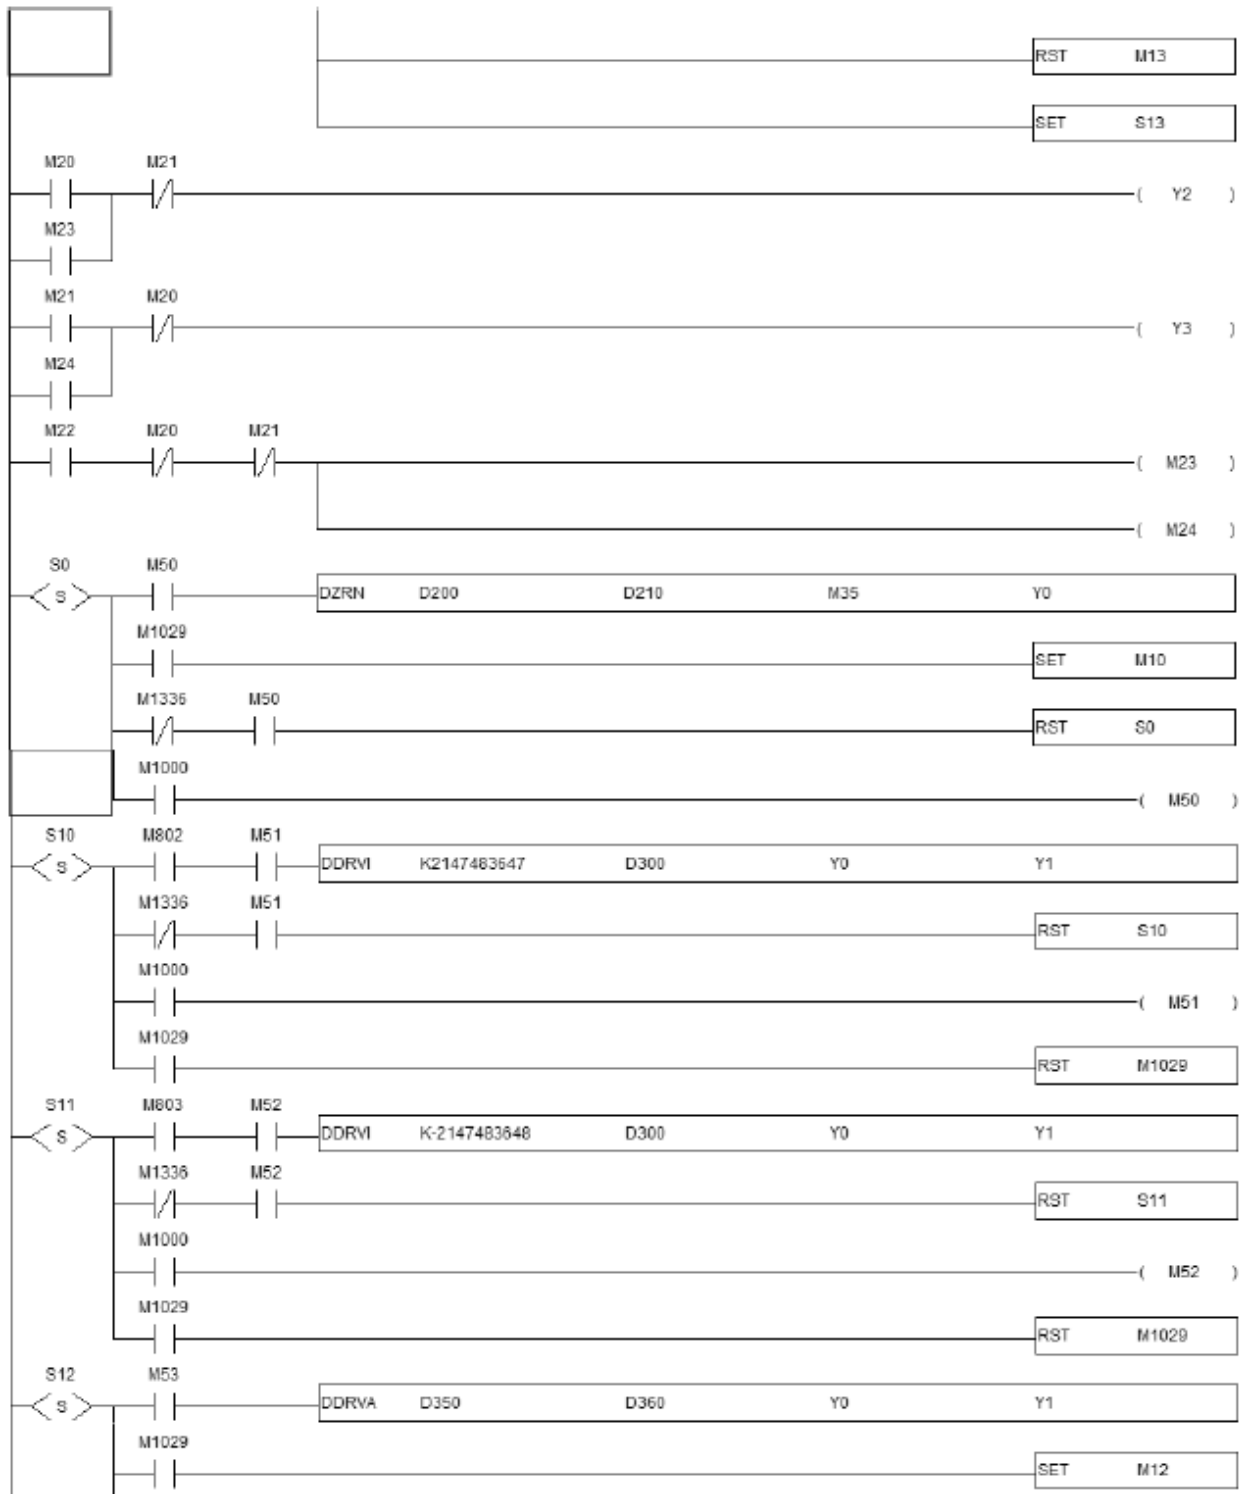 RST M13
SET S13
M20 M21
( Y2 )
M23
M21 M20
( Y3 )
M24
M22 M20 M21
( M23 )
( M24 )
S0 M50
S DZRN D200 D210 M35 Y0
M1029
SET M10
M1336 M50
RST S0
M1000
( M50 )
S10 M802 M51
S DDRVI K2147483647 D300 Y0 Y1
M1336 M51
RST S10
M1000
( M51 )
M1029
RST M1029
S11 M803 M52
S DDRVI K-2147483648 D300 Y0 Y1
M1336 M52
RST S11
M1000
( M52 )
M1029
RST M1029
S12 M53
S DDRVA D350 D360 Y0 Y1
M1029
SET M12